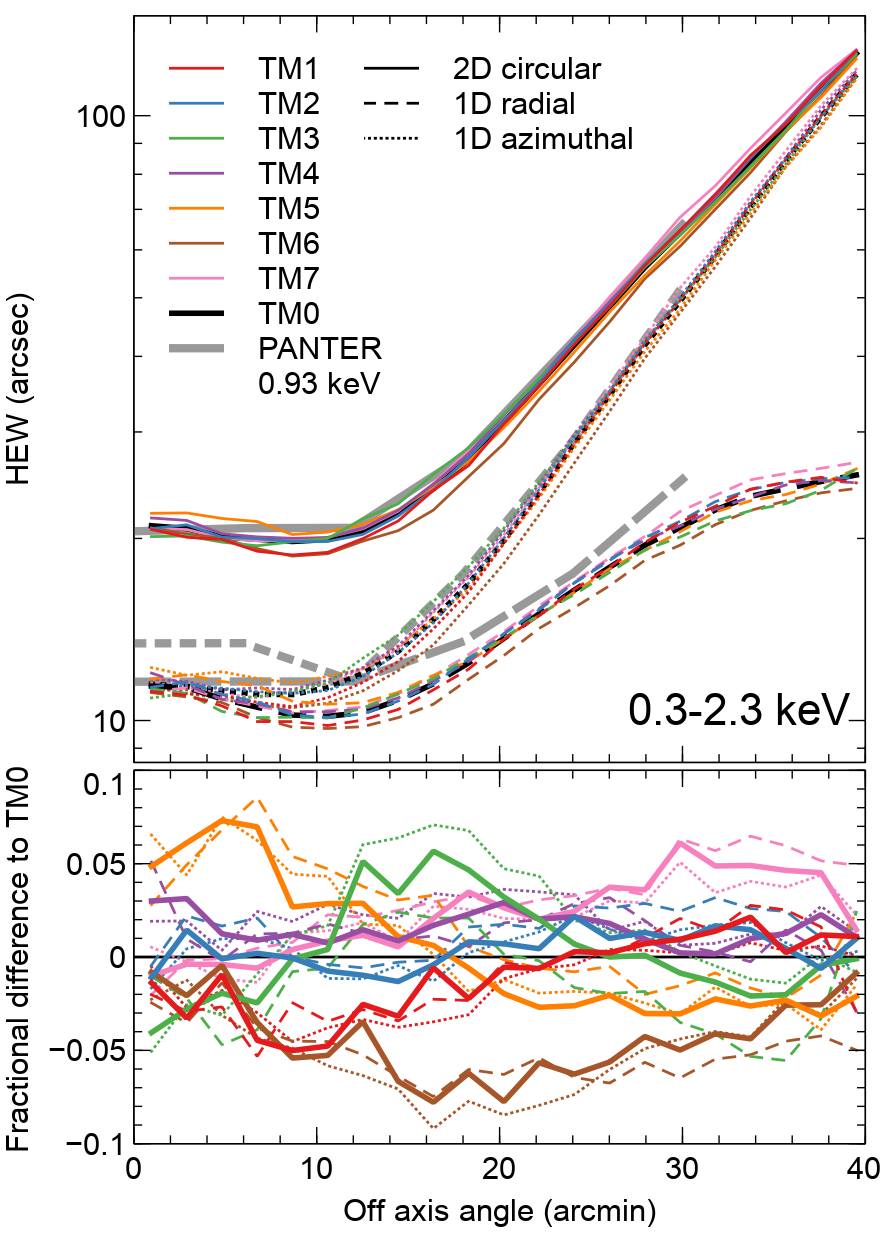 TM1
2D circular
TM2
1D radial
100
TM3
1D azimuthal
TM4
TM5
TM6
TM7
TM0
PANTER
0.93 keV
HEW (arcsec)
10
0.3-2.3 keV
0.1
0.05
0
−0.05
−0.1
Fractional difference to TM0
0
10
20
30
40
Off axis angle (arcmin)